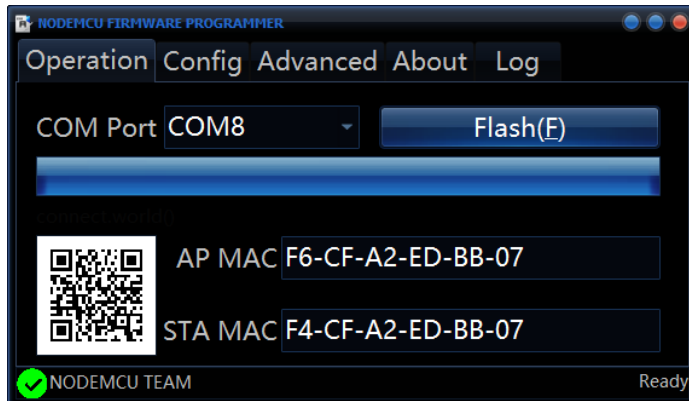 NODEMCU FIRMWARE PROGRAMMER
Operation Config Advanced About Log
COM Port COM8 Flash(F)
connect.world()
AP MAC F6-CF-A2-ED-BB-07
STA MAC F4-CF-A2-ED-BB-07
NODEMCU TEAM Ready